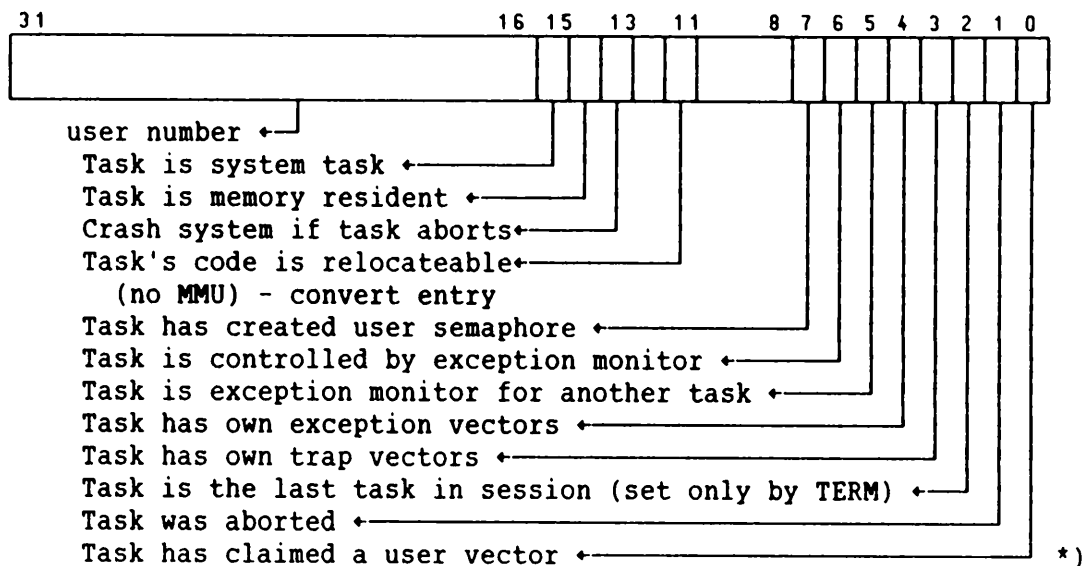 31 16 15 13 11 8 7 6 5 4 3 2 1 0
user number
Task is system task
Task is memory resident
Crash system if task aborts
Task's code is relocateable
(no MMU) - convert entry
Task has created user semaphore
Task is controlled by exception monitor
Task is exception monitor for another task
Task has own exception vectors
Task has own trap vectors
Task is the last task in session (set only by TERM)
Task was aborted
Task has claimed a user vector *)